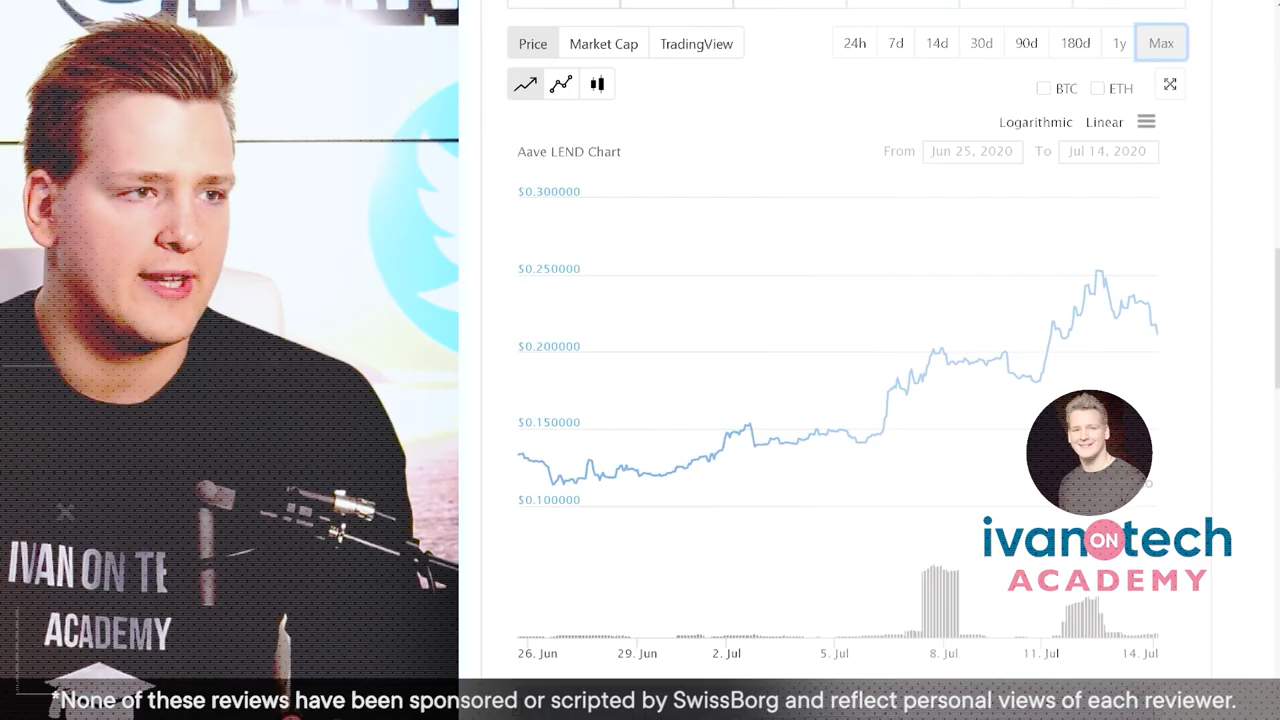 Price Market Cap TradingView
24h 7d 14d 30d 90d 180d 1y Max
BTC ETH
Logarithmic Linear
Aave LEND Chart
From Jun 25, 2020 To Jul 14, 2020
$0.300000
$0.250000
$0.200000
$0.150000
$0.100000
26. Jun 29. Jun 2. Jul 5. Jul 8. Jul 11. Jul 14. Jul
IVAN ON TE
ACADEMY
ivan ON tech
ACADEMY
*None of these reviews have been sponsored or scripted by SwissBorg and reflect personal views of each reviewer.